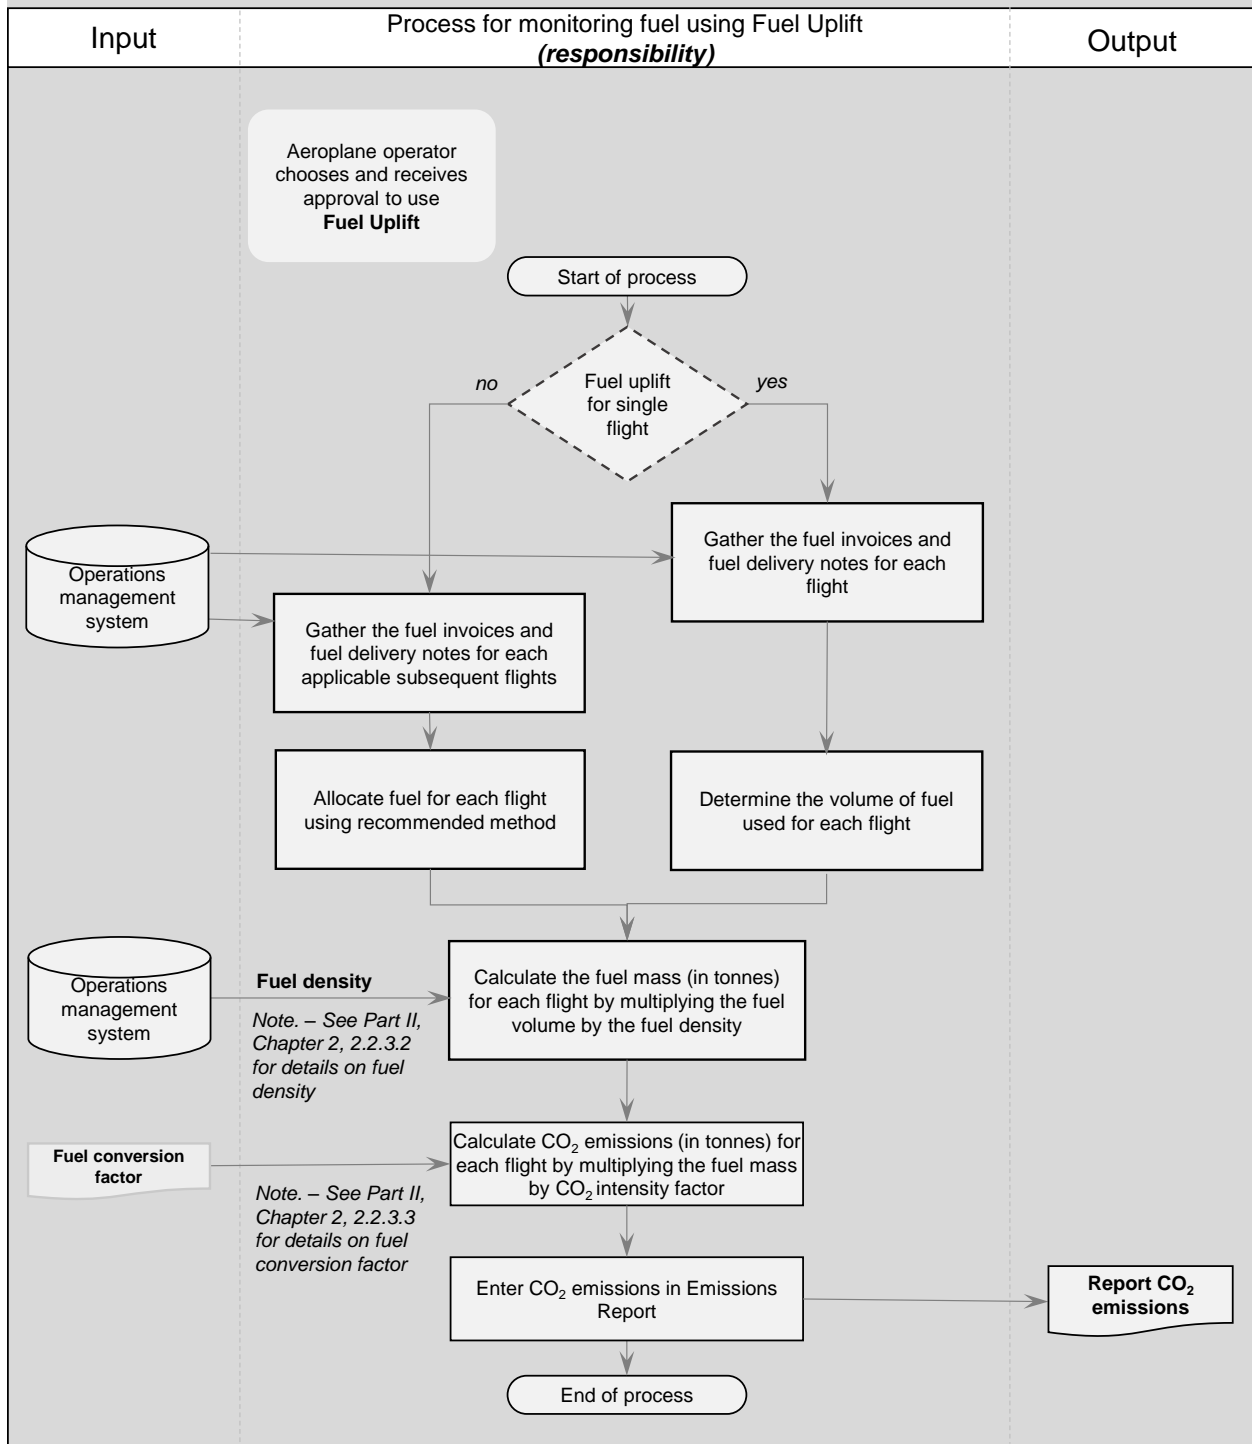 Input
Process for monitoring fuel using Fuel Uplift
(responsibility)
Output
Aeroplane operator
chooses and receives
approval to use
Fuel Uplift
Start of process
no
Fuel uplift
for single
flight
yes
Operations
management
system
Gather the fuel invoices and
fuel delivery notes for each
flight
Gather the fuel invoices and
fuel delivery notes for each
applicable subsequent flights
Allocate fuel for each flight
using recommended method
Determine the volume of fuel
used for each flight
Operations
management
system
Fuel density
Note. – See Part II,
Chapter 2, 2.2.3.2
for details on fuel
density
Calculate the fuel mass (in tonnes)
for each flight by multiplying the fuel
volume by the fuel density
Fuel conversion
factor
Note. – See Part II,
Chapter 2, 2.2.3.3
for details on fuel
conversion factor
Calculate CO₂ emissions (in tonnes) for
each flight by multiplying the fuel mass
by CO₂ intensity factor
Enter CO₂ emissions in Emissions
Report
Report CO₂
emissions
End of process